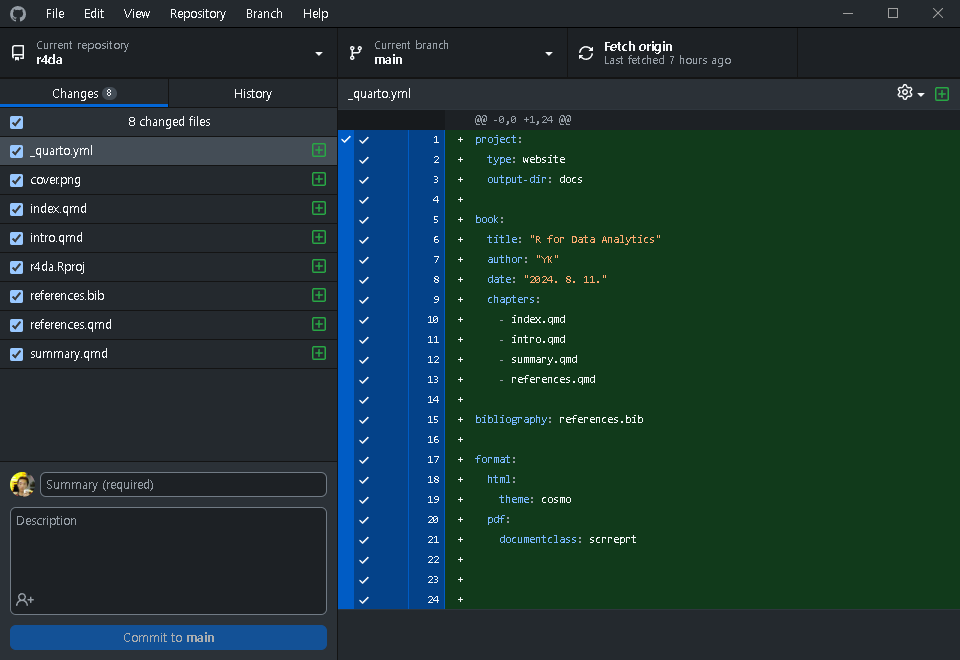 File Edit View Repository Branch Help
Current repository
r4da
Current branch
main
Fetch origin
Last fetched 7 hours ago
Changes 8
History
8 changed files
_quarto.yml
cover.png
index.qmd
intro.qmd
r4da.Rproj
references.bib
references.qmd
summary.qmd
Summary (required)
Description
Commit to main
_quarto.yml
@@ -0,0 +1,24 @@
1 + project:
2 + type: website
3 + output-dir: docs
4 +
5 + book:
6 + title: "R for Data Analytics"
7 + author: "YK"
8 + date: "2024. 8. 11."
9 + chapters:
10 + - index.qmd
11 + - intro.qmd
12 + - summary.qmd
13 + - references.qmd
14 +
15 + bibliography: references.bib
16 +
17 + format:
18 + html:
19 + theme: cosmo
20 + pdf:
21 + documentclass: scrreprt
22 +
23 +
24 +